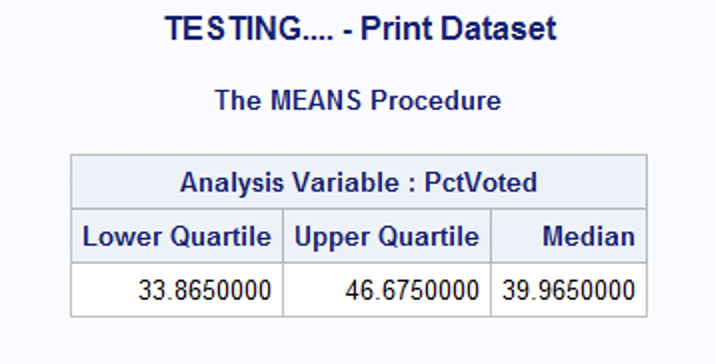 TESTING.... - Print Dataset
The MEANS Procedure
Analysis Variable : PctVoted
Lower Quartile Upper Quartile Median
33.8650000 46.6750000 39.9650000